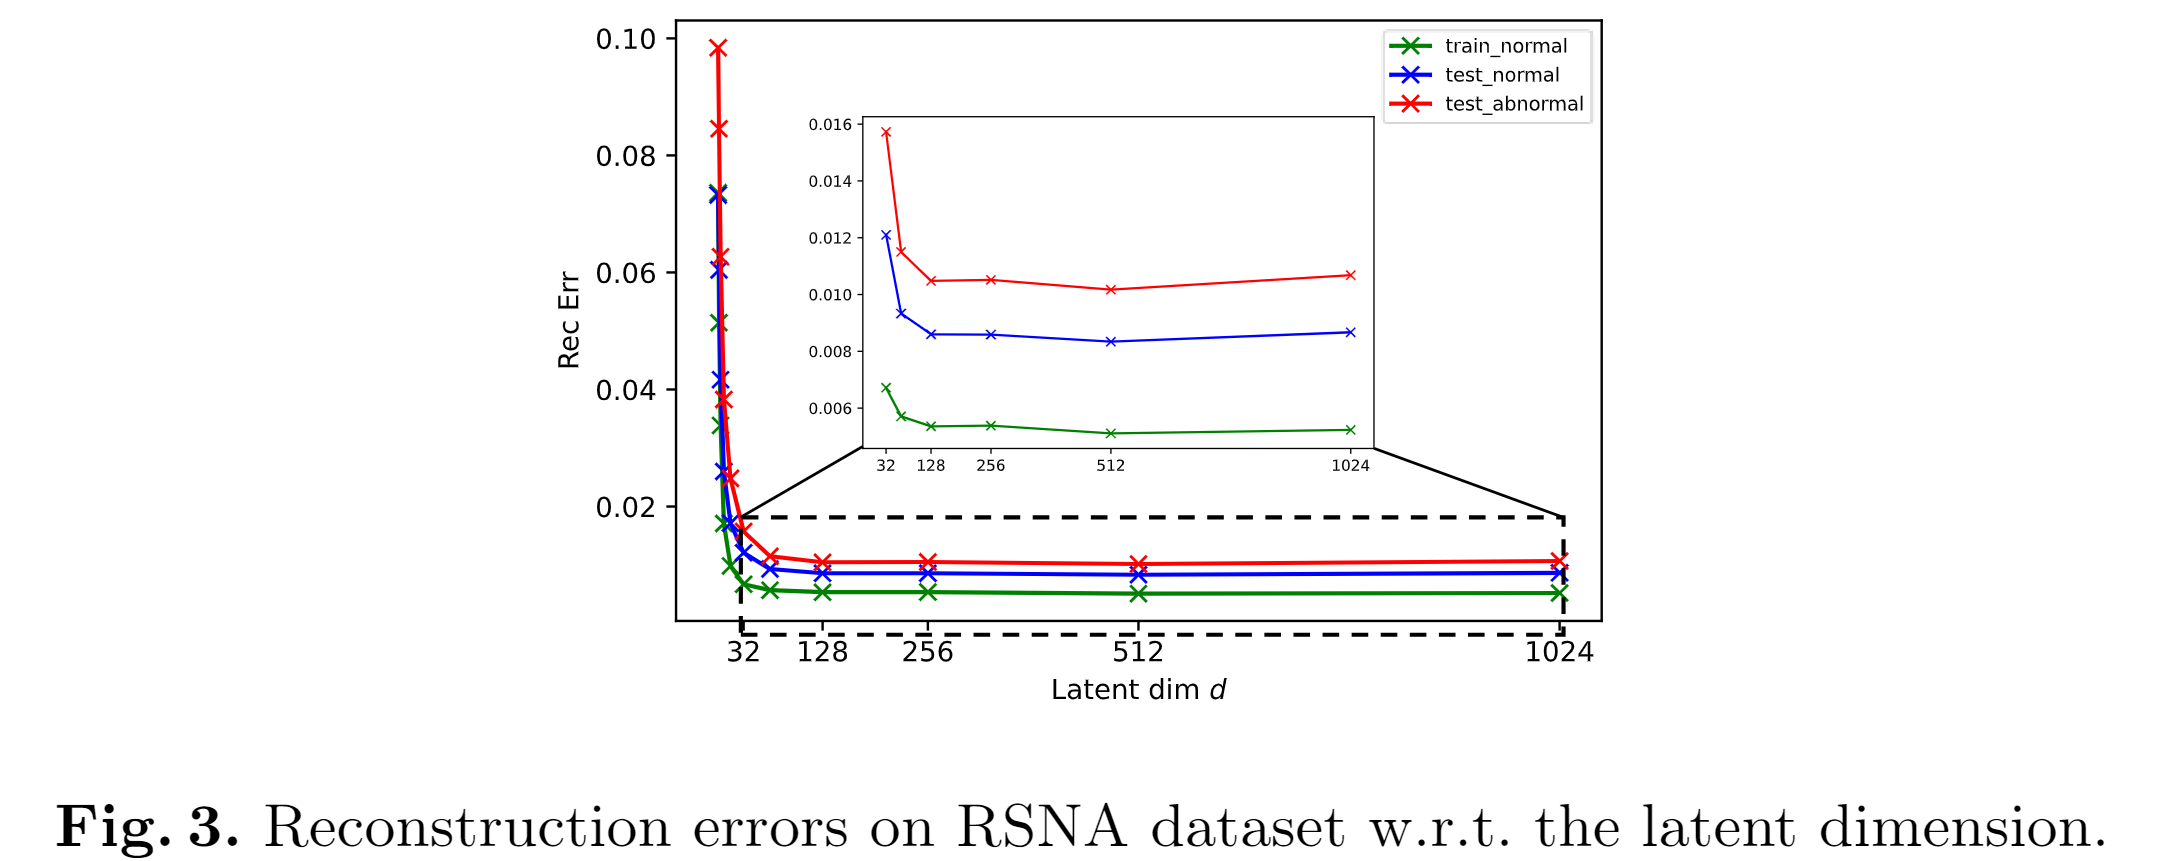 0.10
0.08
0.06
0.04
0.02
Rec Err
train_normal
test_normal
test_abnormal
0.016
0.014
0.012
0.010
0.008
0.006
32 128 256 512 1024
32 128 256 512 1024
Latent dim d
Fig. 3. Reconstruction errors on RSNA dataset w.r.t. the latent dimension.